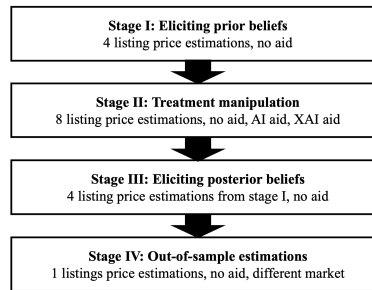 Stage I: Eliciting prior beliefs
4 listing price estimations, no aid
Stage II: Treatment manipulation
8 listing price estimations, no aid, AI aid, XAI aid
Stage III: Eliciting posterior beliefs
4 listing price estimations from stage I, no aid
Stage IV: Out-of-sample estimations
1 listings price estimations, no aid, different market